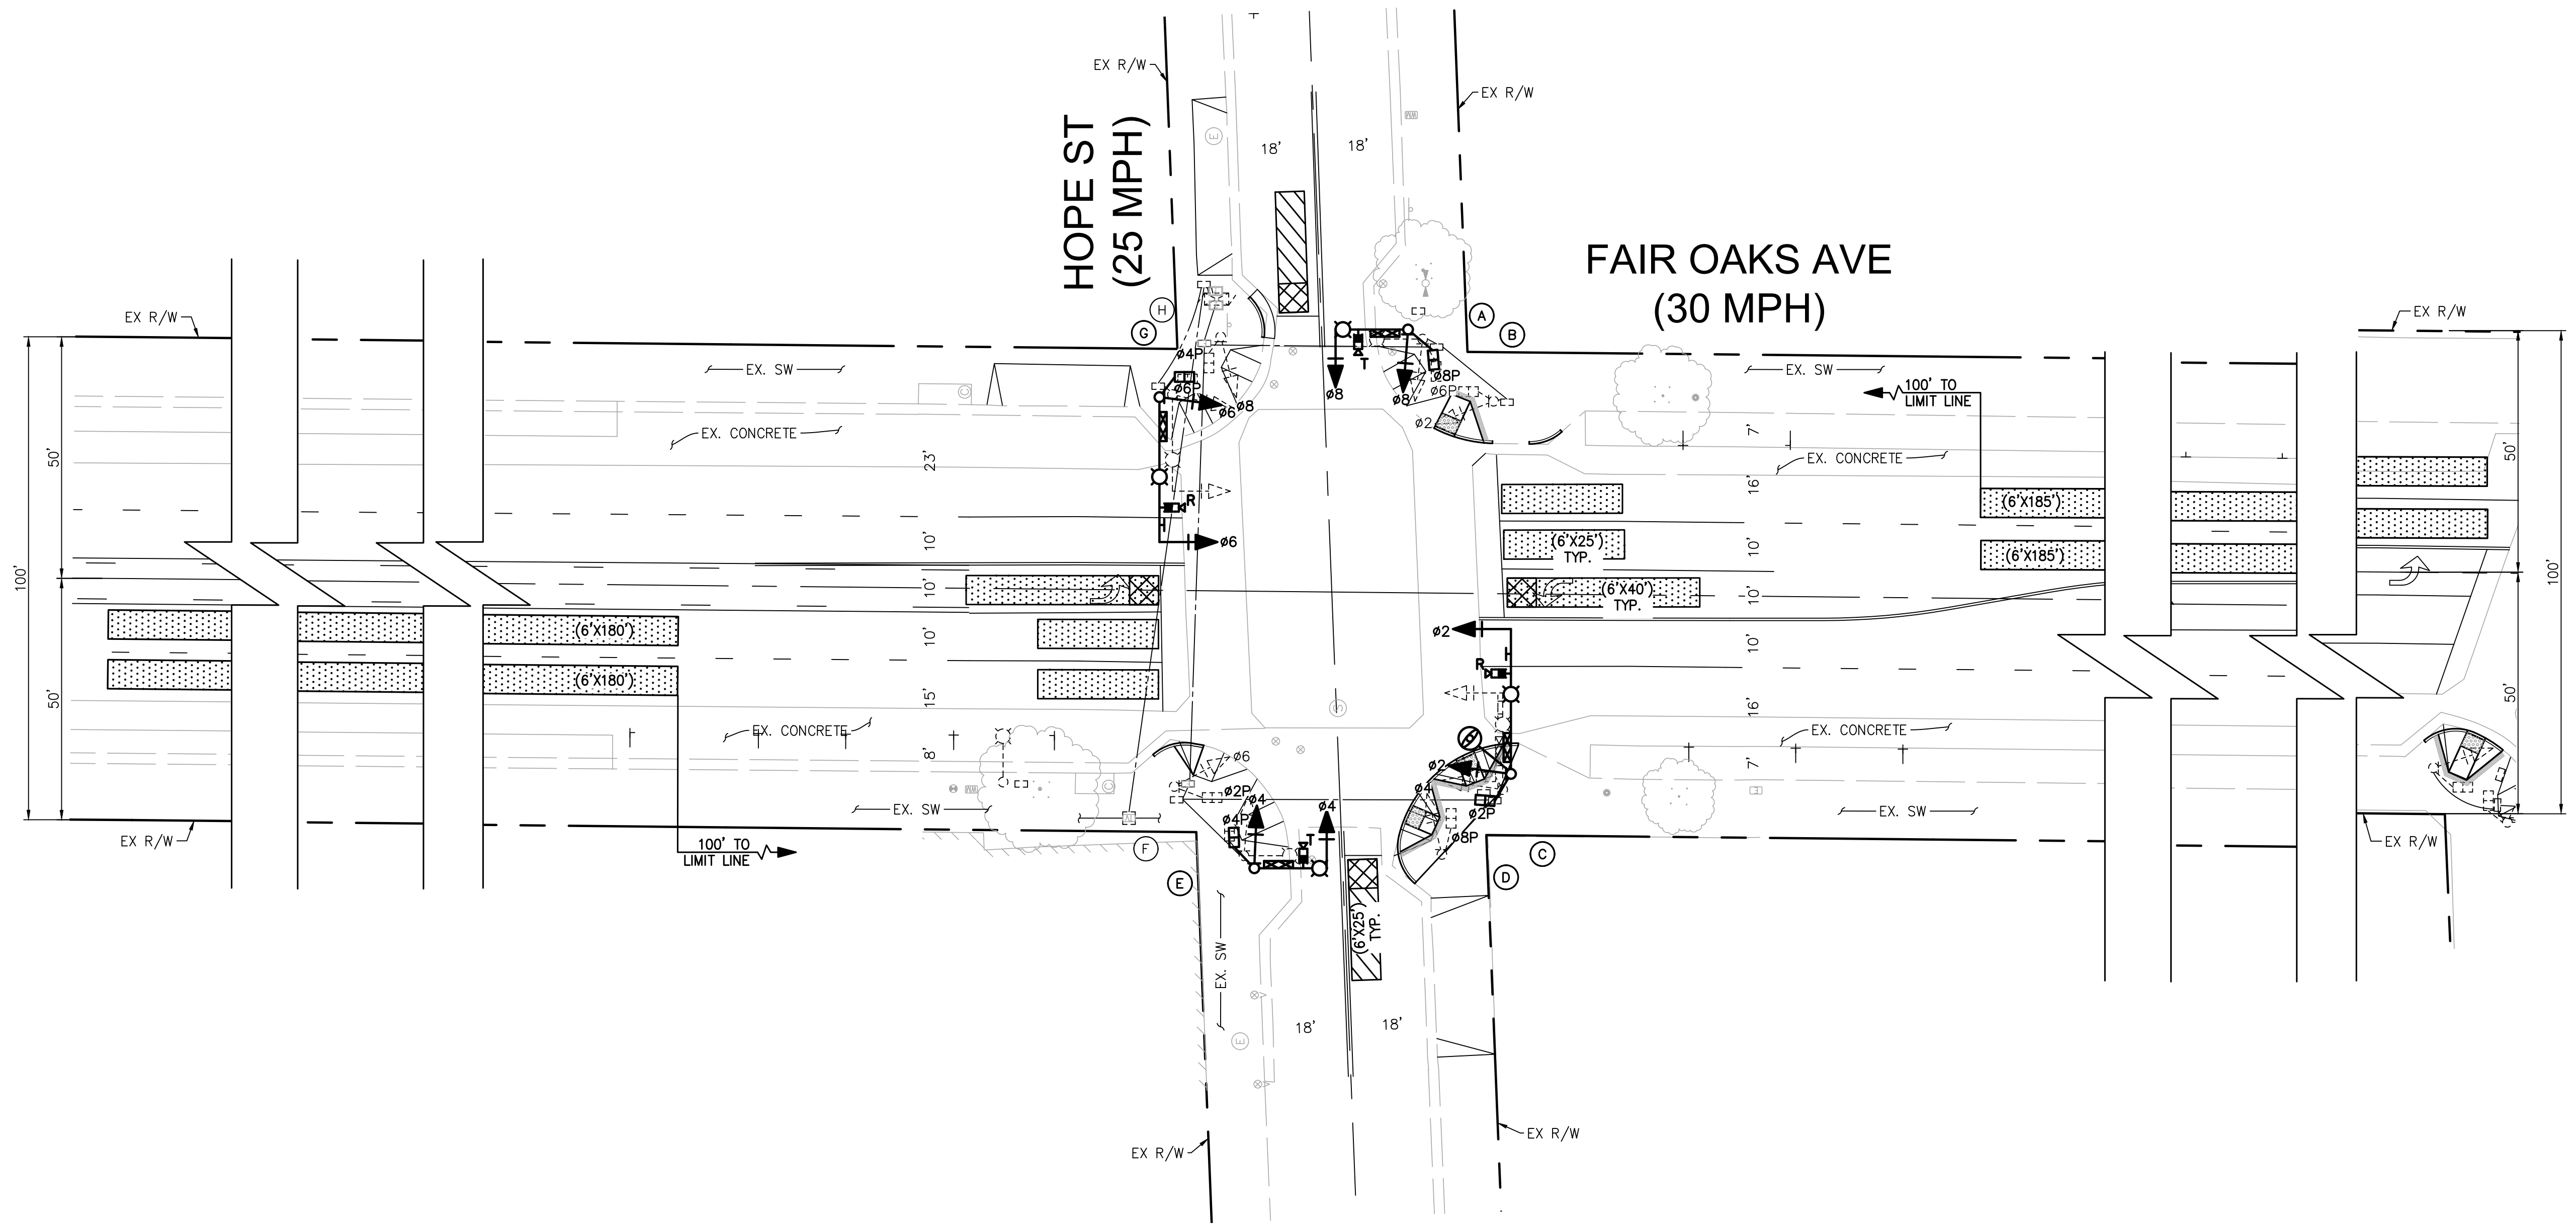 EX R/W
EX R/W
HOPE ST
(25 MPH)
E
WM
18'
18'
FAIR OAKS AVE
(30 MPH)
EX R/W
EX R/W
H
G
A
B
T
ø4P
ø6P
ø6
ø8
ø8
ø8
ø8P
ø6P
ø2
EX. SW
EX. SW
100' TO
LIMIT LINE
EX. CONCRETE
EX. CONCRETE
50'
23'
7'
16'
50'
R
(6'X185')
ø6
10'
(6'X25')
TYP.
10'
(6'X185')
100'
10'
(6'X40')
TYP.
10'
100'
(6'X180')
10'
ø2
10'
R
(6'X180')
50'
15'
16'
50'
S
EX. CONCRETE
EX. CONCRETE
8'
7'
ø6
ø2
WM
ø2P
ø4
ø4
ø4
EX. SW
ø4P
ø2P
EX. SW
ø8P
T
EX R/W
EX R/W
100' TO
LIMIT LINE
F
C
E
D
(6'X25')
TYP.
EX. SW
18'
18'
E
EX R/W
EX R/W